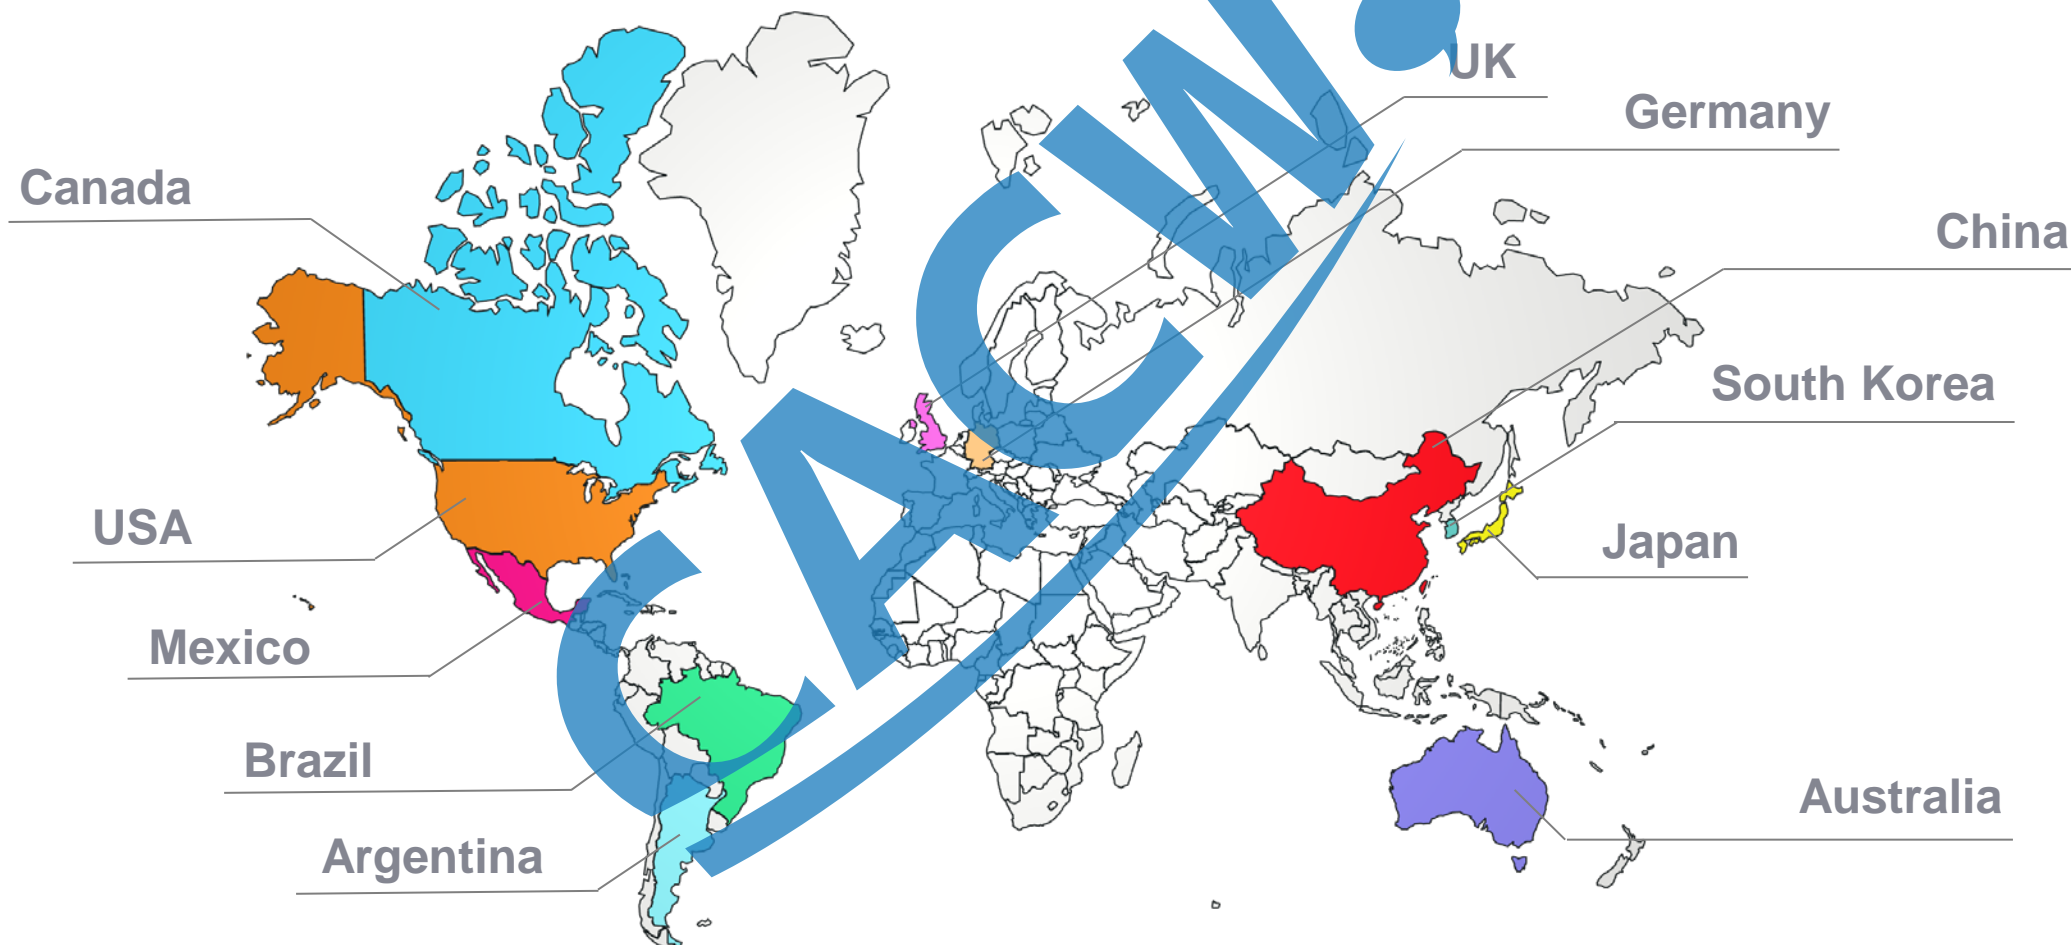 UK
Germany
Canada
China
South Korea
USA
Japan
Mexico
Brazil
Australia
Argentina
CACW.